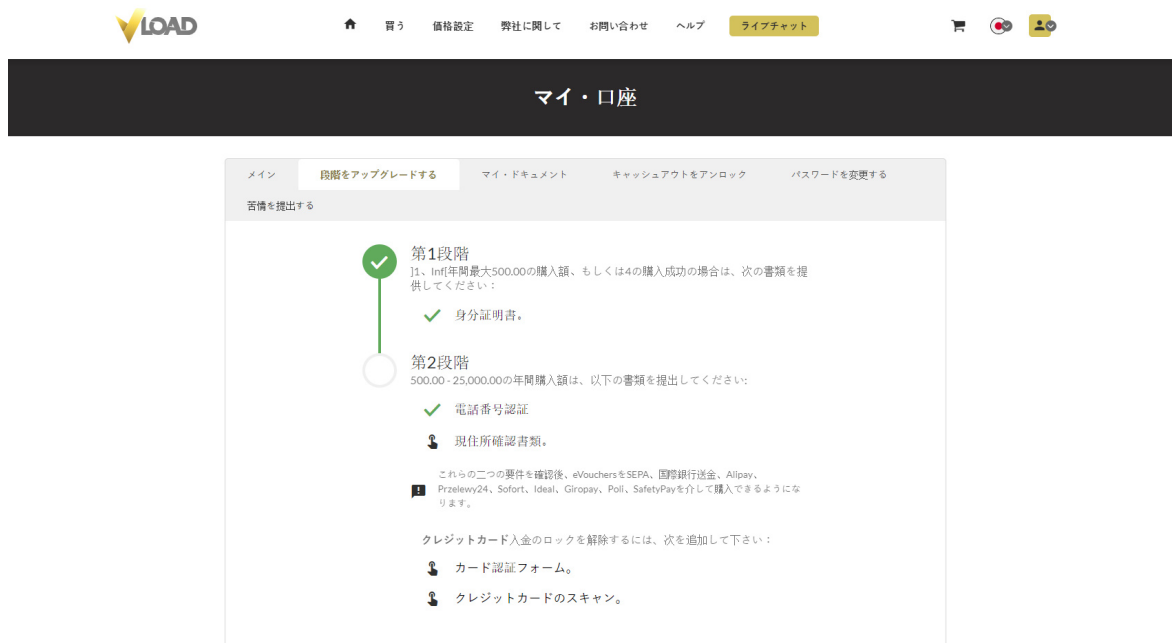 VLOAD
買う 価格設定 弊社に関して お問い合わせ ヘルプ ライブチャット
マイ・口座
メイン 段階をアップグレードする マイ・ドキュメント キャッシュアウトをアンロック パスワードを変更する
苦情を提出する
第1段階
]1、Inf[年間最大500.00の購入額、もしくは4の購入成功の場合は、次の書類を提
供してください：
身分証明書。
第2段階
500.00 - 25,000.00の年間購入額は、以下の書類を提出してください:
電話番号認証
現住所確認書類。
これらの二つの要件を確認後、eVouchersをSEPA、国際銀行送金、Alipay、
Przelewy24、Sofort、Ideal、Giropay、Poli、SafetyPayを介して購入できるようにな
ります。
クレジットカード入金のロックを解除するには、次を追加して下さい：
カード認証フォーム。
クレジットカードのスキャン。